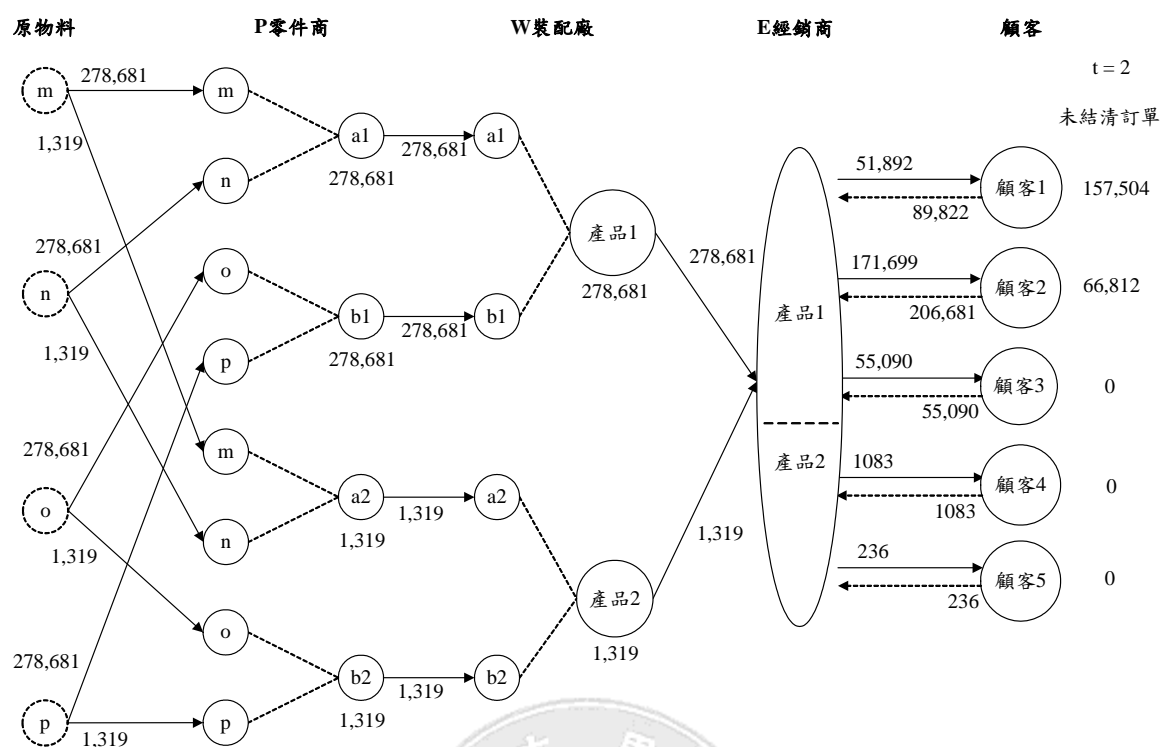 原物料 P零件商 W裝配廠 E經銷商 顧客
t = 2
未結清訂單
m 278,681 m
1,319
a1 278,681 a1
278,681
n
51,892
顧客1 157,504
89,822
278,681
產品1
278,681
278,681
n
o
171,699
顧客2 66,812
206,681
產品1
1,319
b1 278,681 b1
278,681
p
55,090
顧客3 0
55,090
278,681
m
產品2
1083
顧客4 0
1083
a2 1,319 a2
1,319
o
1,319
n
1,319
236
顧客5 0
236
產品2
1,319
o
278,681
b2 1,319 b2
1,319
p 1,319 p